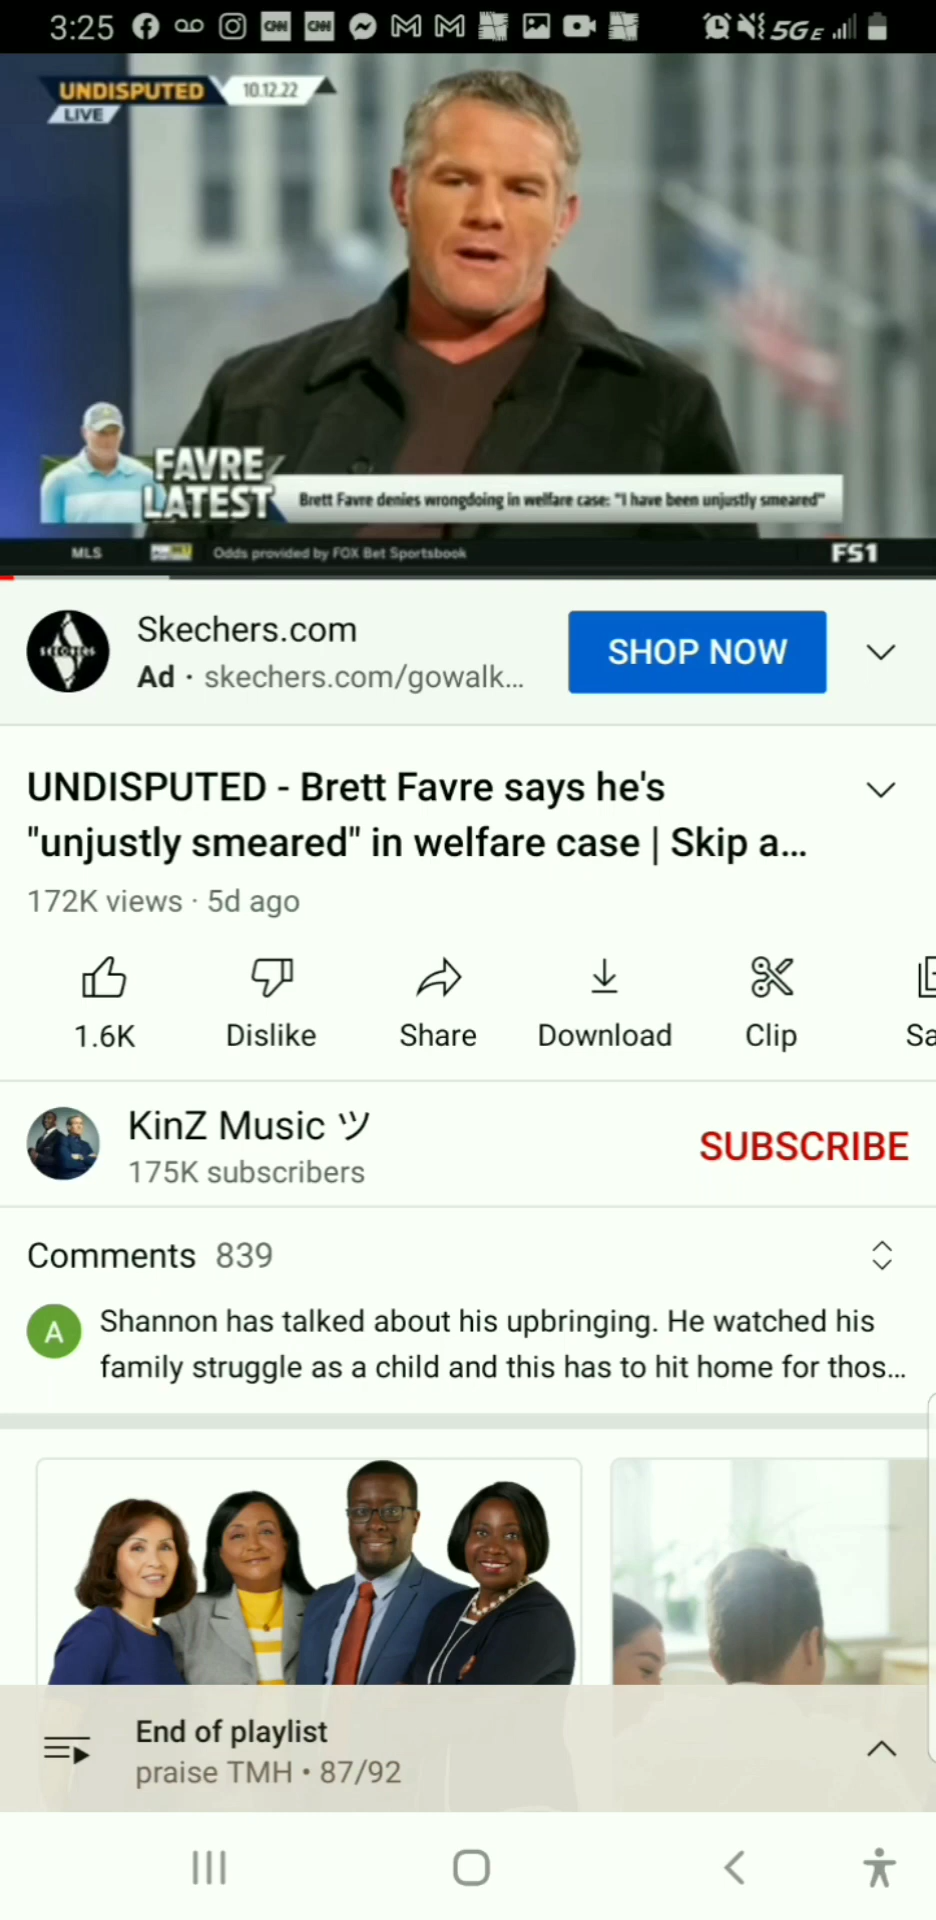 3:25
CNN
CNN
5GE
UNDISPUTED
10.12.22
LIVE
FAVRE
LATEST
Brett Favre denies wrongdoing in welfare case: "I have been unjustly smeared"
MLS
Odds provided by FOX Bet Sportsbook
FS1
SKECHERS
Skechers.com
Ad · skechers.com/gowalk...
SHOP NOW
UNDISPUTED - Brett Favre says he's
"unjustly smeared" in welfare case | Skip a...
172K views · 5d ago
1.6K
Dislike
Share
Download
Clip
Sa
KinZ Music ツ
175K subscribers
SUBSCRIBE
Comments 839
A
Shannon has talked about his upbringing. He watched his
family struggle as a child and this has to hit home for thos...
End of playlist
praise TMH • 87/92